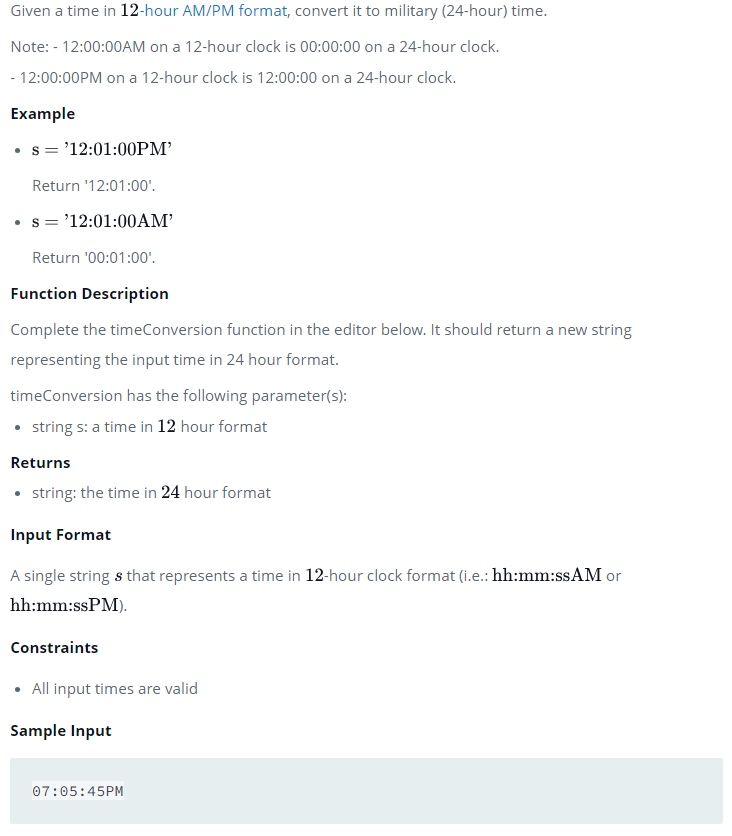 Given a time in 12-hour AM/PM format, convert it to military (24-hour) time.
Note: - 12:00:00AM on a 12-hour clock is 00:00:00 on a 24-hour clock.
- 12:00:00PM on a 12-hour clock is 12:00:00 on a 24-hour clock.
Example
• s = ’12:01:00PM’
Return '12:01:00'.
• s = ’12:01:00AM’
Return '00:01:00'.
Function Description
Complete the timeConversion function in the editor below. It should return a new string
representing the input time in 24 hour format.
timeConversion has the following parameter(s):
• string s: a time in 12 hour format
Returns
• string: the time in 24 hour format
Input Format
A single string s that represents a time in 12-hour clock format (i.e.: hh:mm:ssAM or
hh:mm:ssPM).
Constraints
• All input times are valid
Sample Input
07:05:45PM